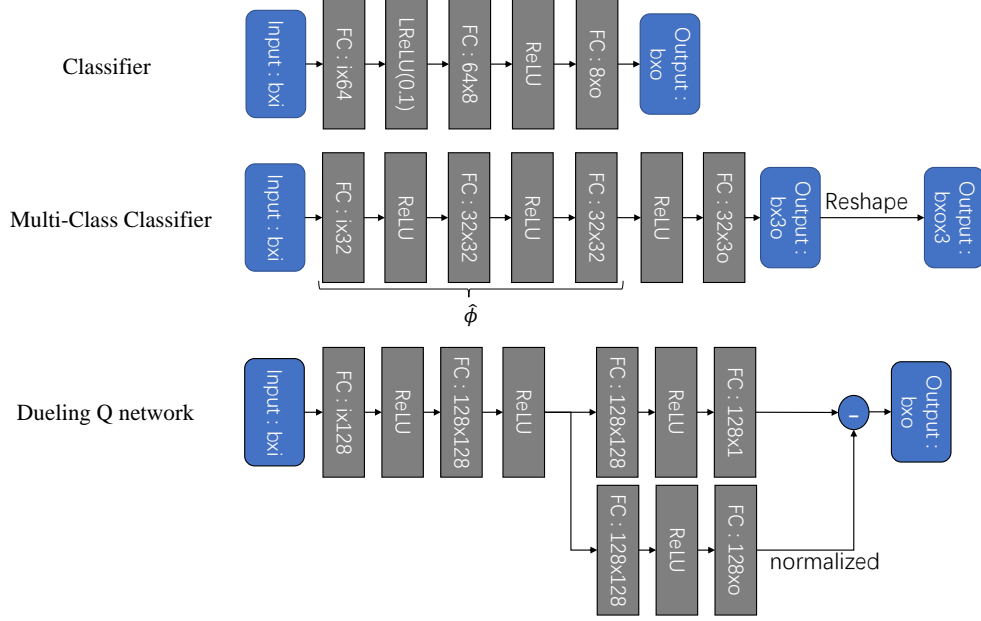 Classifier
Input : bxi
FC : ix64
LReLU(0.1)
FC : 64x8
ReLU
FC : 8xo
Output :
bxo
Multi-Class Classifier
Input : bxi
FC : ix32
ReLU
FC : 32x32
ReLU
FC : 32x32
ReLU
FC : 32x3o
Output :
bx3o
Reshape
Output :
bxox3
ϕ̂
Dueling Q network
Input : bxi
FC : ix128
ReLU
FC : 128x128
ReLU
FC : 128x128
ReLU
FC : 128x1
-
Output :
bxo
FC : 128x128
ReLU
FC : 128xo
normalized